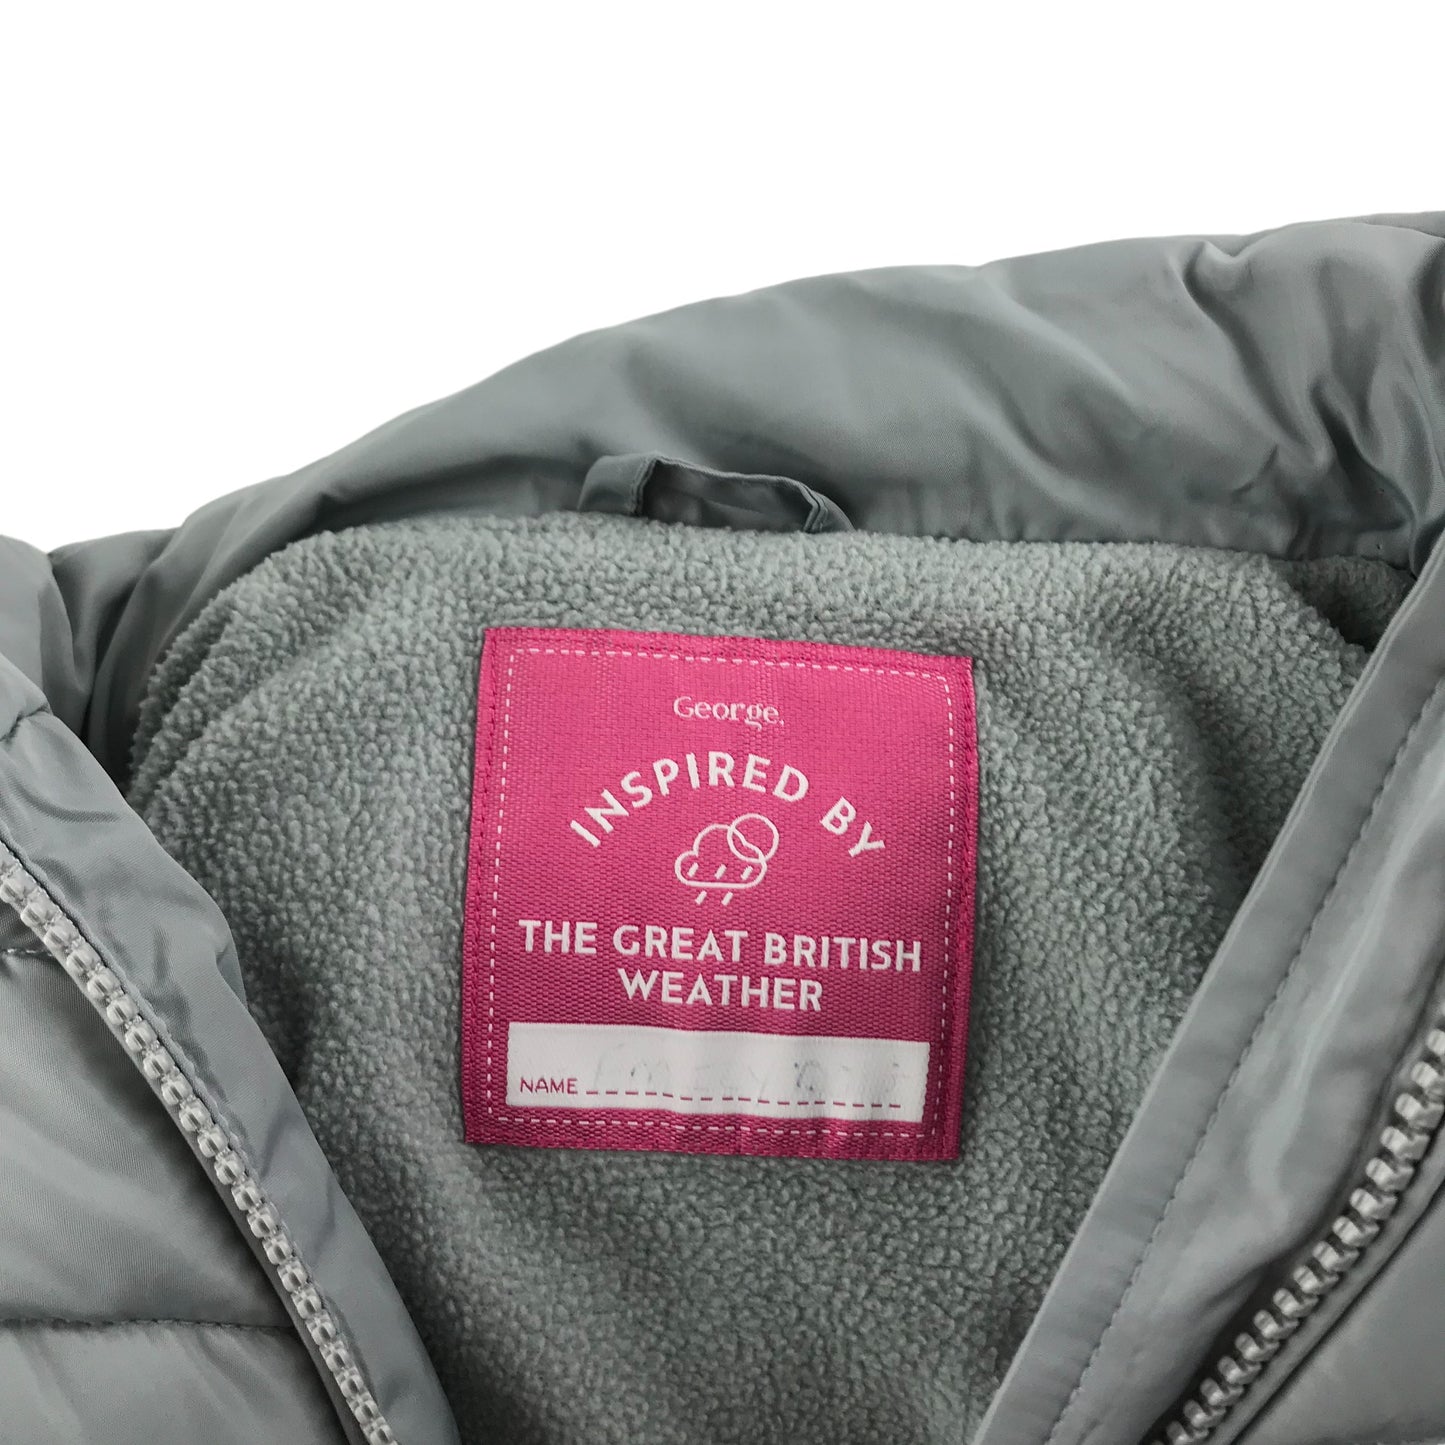 George.
INSPIRED BY
THE GREAT BRITISH
WEATHER
NAME